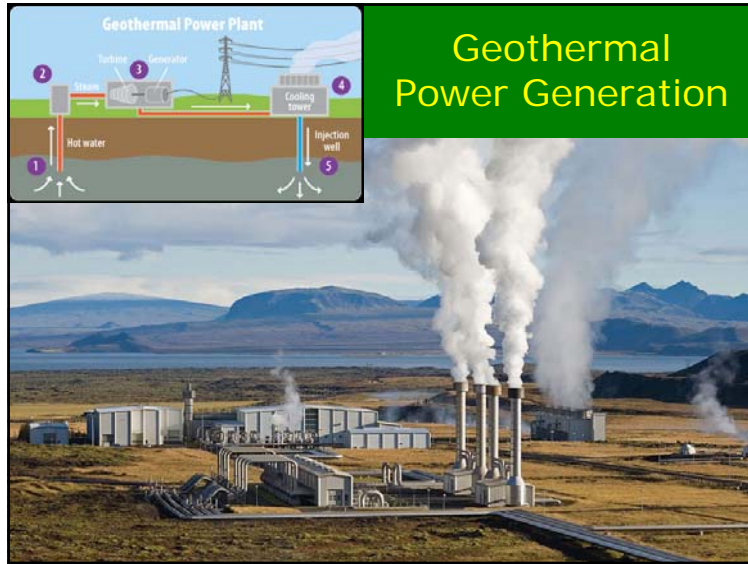 Geothermal Power Plant
Turbine
3
Generator
2
Steam
4
Cooling
tower
Hot water
Injection
well
1
5
Geothermal
Power Generation